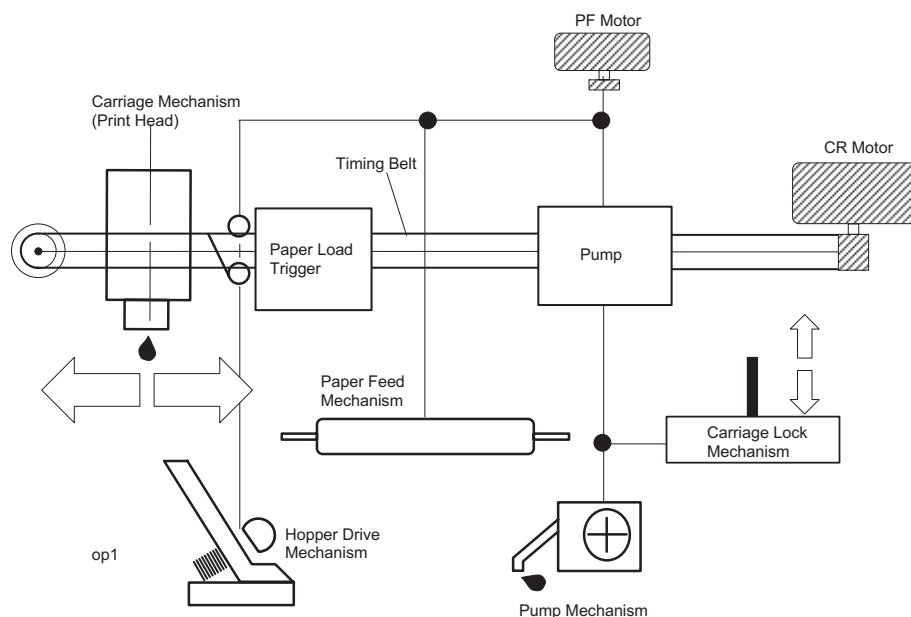 PF Motor
Carriage Mechanism
(Print Head)
CR Motor
Timing Belt
Paper Load
Trigger
Pump
Paper Feed
Mechanism
Carriage Lock
Mechanism
Hopper Drive
Mechanism
op1
Pump Mechanism